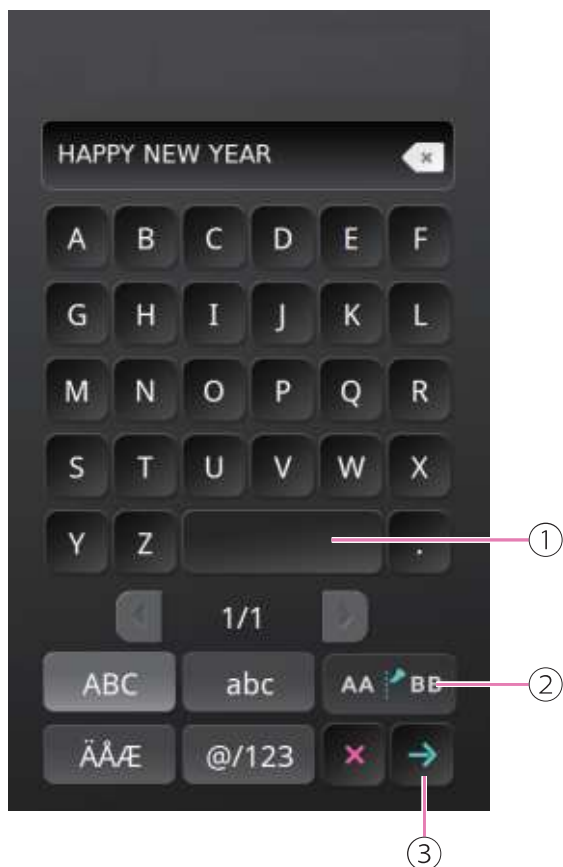 HAPPY NEW YEAR
A B C D E F
G H I J K L
M N O P Q R
S T U V W X
Y Z . ①
1/1
ABC abc AA BB ②
ÄÅÆ @/123
③